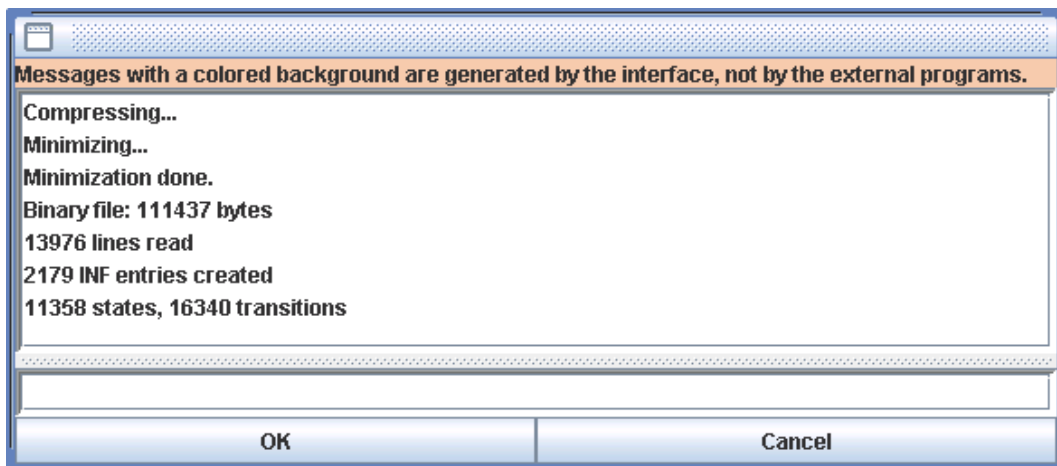 Messages with a colored background are generated by the interface, not by the external programs.
Compressing...
Minimizing...
Minimization done.
Binary file: 111437 bytes
13976 lines read
2179 INF entries created
11358 states, 16340 transitions
OK Cancel